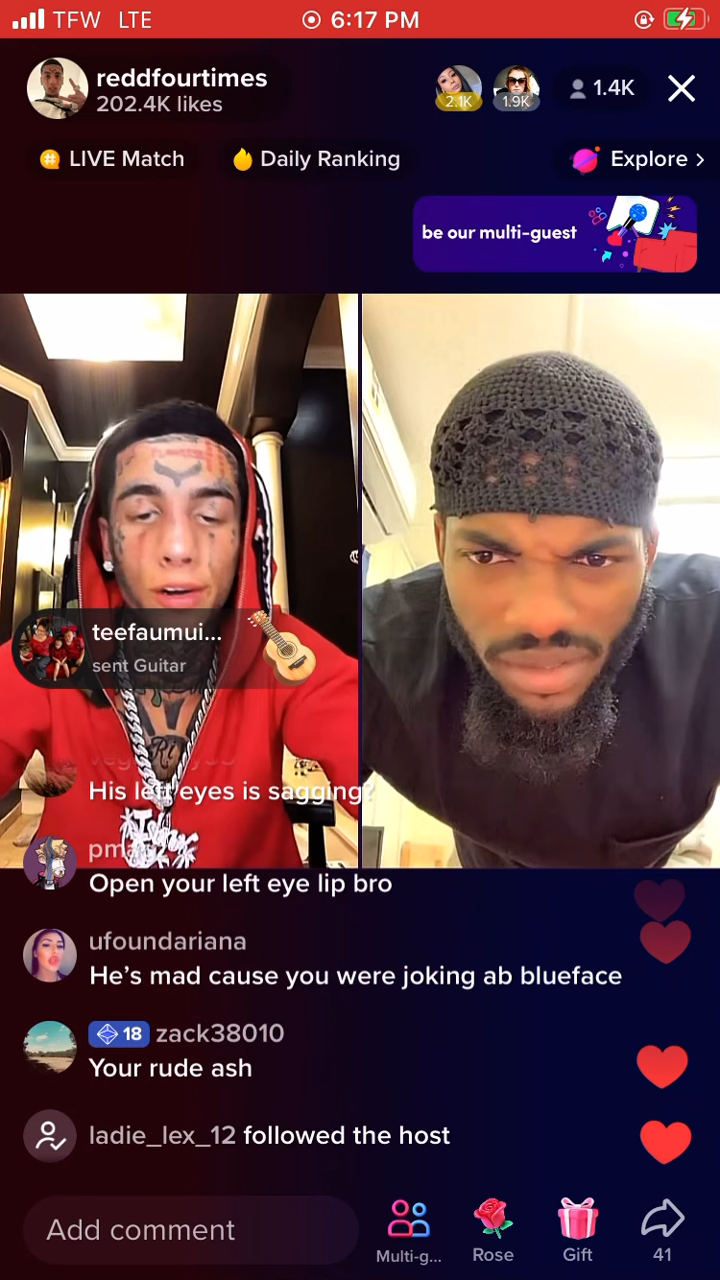 TFW LTE 6:17 PM
reddfourtimes
202.4K likes
2.1K
1.9K
1.4K
LIVE Match
Daily Ranking
Explore >
be our multi-guest
teefaumui...
sent Guitar
His left eyes is sagging?
Open your left eye lip bro
ufoundariana
He's mad cause you were joking ab blueface
18 zack38010
Your rude ash
ladie_lex_12 followed the host
Add comment
Multi-g...
Rose
Gift
41